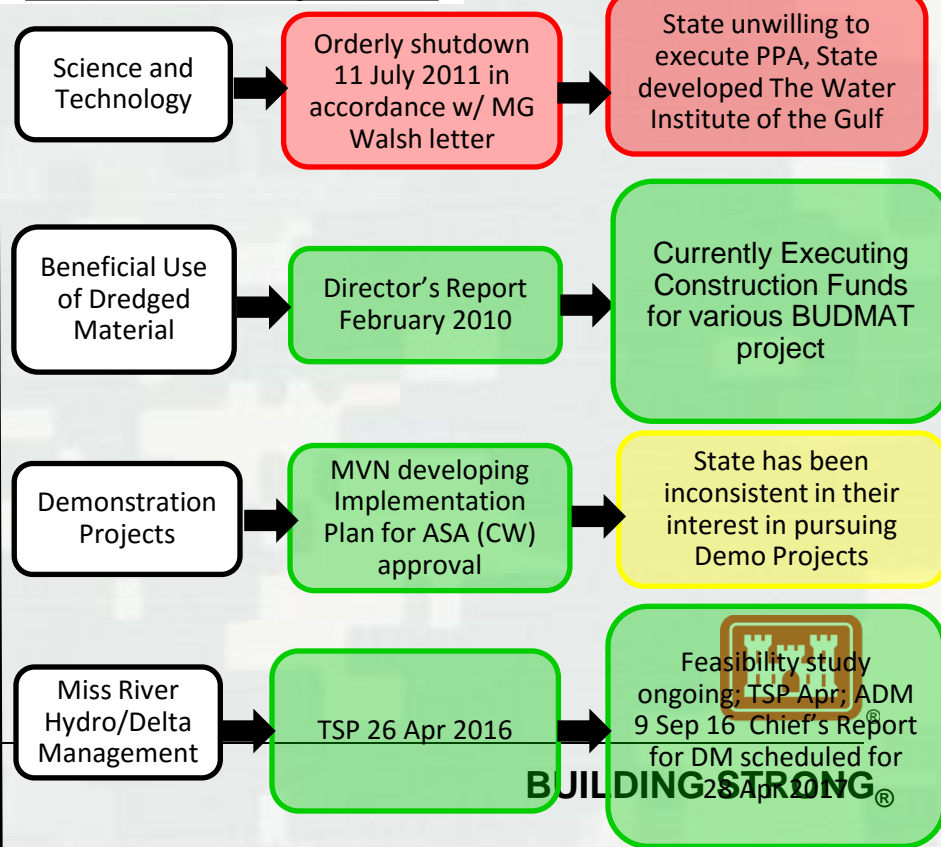 Science and
Technology
Orderly shutdown
11 July 2011 in
accordance w/ MG
Walsh letter
State unwilling to
execute PPA, State
developed The Water
Institute of the Gulf
Beneficial Use
of Dredged
Material
Director's Report
February 2010
Currently Executing
Construction Funds
for various BUDMAT
project
Demonstration
Projects
MVN developing
Implementation
Plan for ASA (CW)
approval
State has been
inconsistent in their
interest in pursuing
Demo Projects
Miss River
Hydro/Delta
Management
TSP 26 Apr 2016
Feasibility study
ongoing; TSP Apr; ADM
9 Sep 16 Chief's Report
for DM scheduled for
28 Apr 2017
®
BUILDING STRONG®